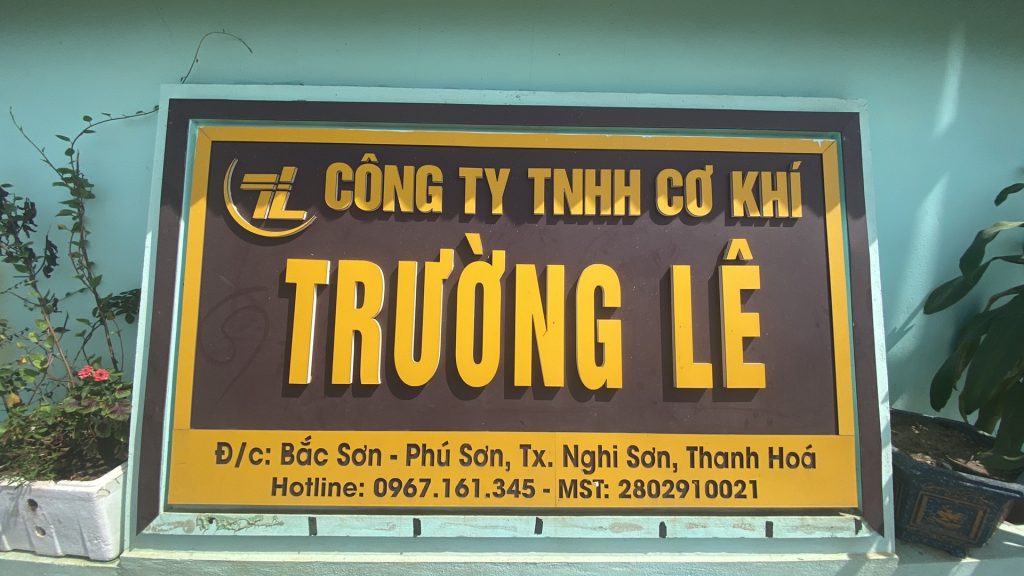 TL CÔNG TY TNHH CƠ KHÍ
TRƯỜNG LÊ
Đ/c: Bắc Sơn - Phú Sơn, Tx. Nghi Sơn, Thanh Hoá
Hotline: 0967.161.345 - MST: 2802910021